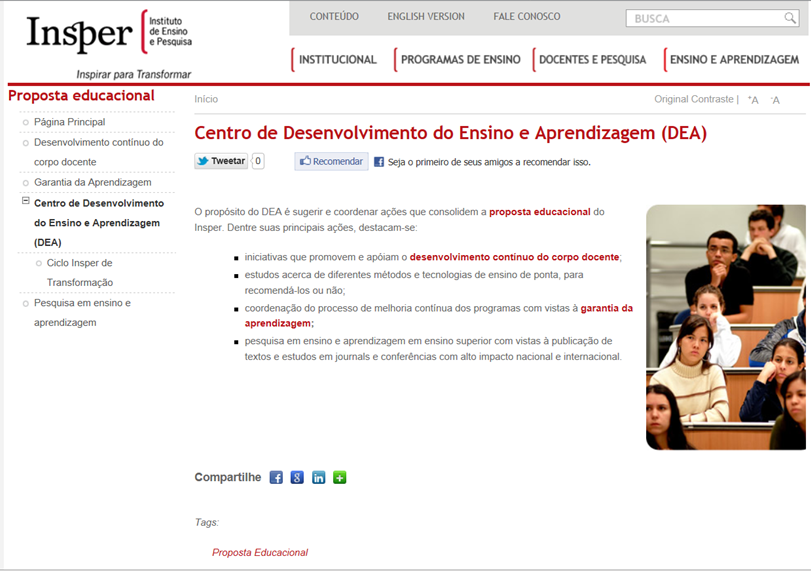 CONTEÚDO ENGLISH VERSION FALE CONOSCO BUSCA
Insper Instituto
de Ensino
e Pesquisa
Inspirar para Transformar
INSTITUCIONAL PROGRAMAS DE ENSINO DOCENTES E PESQUISA ENSINO E APRENDIZAGEM
Proposta educacional
Página Principal
Desenvolvimento contínuo do
corpo docente
Garantia da Aprendizagem
Centro de Desenvolvimento
do Ensino e Aprendizagem
(DEA)
Ciclo Insper de
Transformação
Pesquisa em ensino e
aprendizagem
Início Original Contraste | +A -A
Centro de Desenvolvimento do Ensino e Aprendizagem (DEA)
Tweetar 0 Recomendar Seja o primeiro de seus amigos a recomendar isso.
O propósito do DEA é sugerir e coordenar ações que consolidem a proposta educacional do
Insper. Dentre suas principais ações, destacam-se:
iniciativas que promovem e apóiam o desenvolvimento contínuo do corpo docente;
estudos acerca de diferentes métodos e tecnologias de ensino de ponta, para
recomendá-los ou não;
coordenação do processo de melhoria contínua dos programas com vistas à garantia da
aprendizagem;
pesquisa em ensino e aprendizagem em ensino superior com vistas à publicação de
textos e estudos em journals e conferências com alto impacto nacional e internacional.
Compartilhe
Tags:
Proposta Educacional